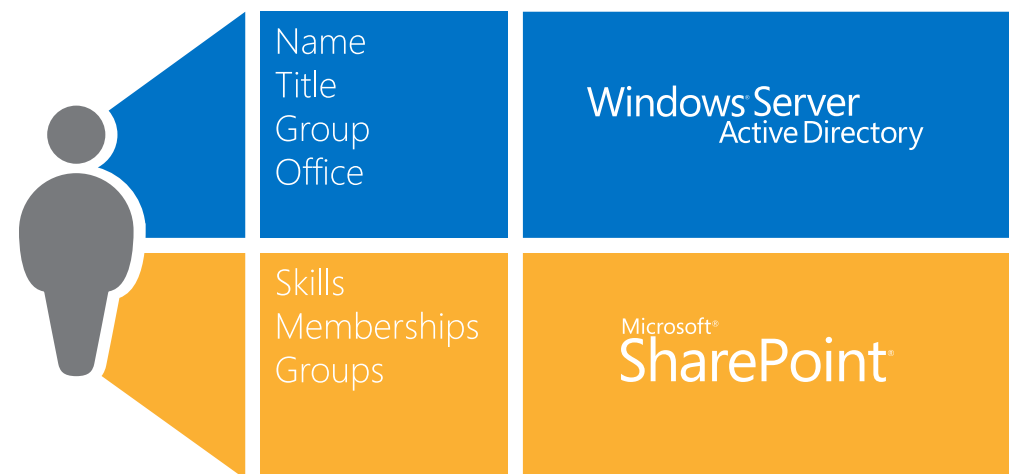 Name
Title
Group
Office
Windows® Server
Active Directory
Skills
Memberships
Groups
Microsoft®
SharePoint®